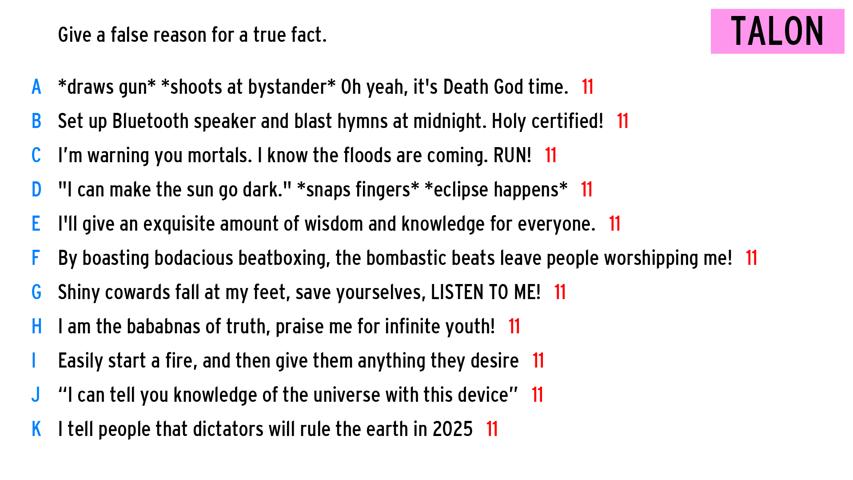 Give a false reason for a true fact.
TALON
A *draws gun* *shoots at bystander* Oh yeah, it's Death God time. 11
B Set up Bluetooth speaker and blast hymns at midnight. Holy certified! 11
C I'm warning you mortals. I know the floods are coming. RUN! 11
D "I can make the sun go dark." *snaps fingers* *eclipse happens* 11
E I'll give an exquisite amount of wisdom and knowledge for everyone. 11
F By boasting bodacious beatboxing, the bombastic beats leave people worshipping me! 11
G Shiny cowards fall at my feet, save yourselves, LISTEN TO ME! 11
H I am the bababnas of truth, praise me for infinite youth! 11
I Easily start a fire, and then give them anything they desire 11
J “I can tell you knowledge of the universe with this device” 11
K I tell people that dictators will rule the earth in 2025 11